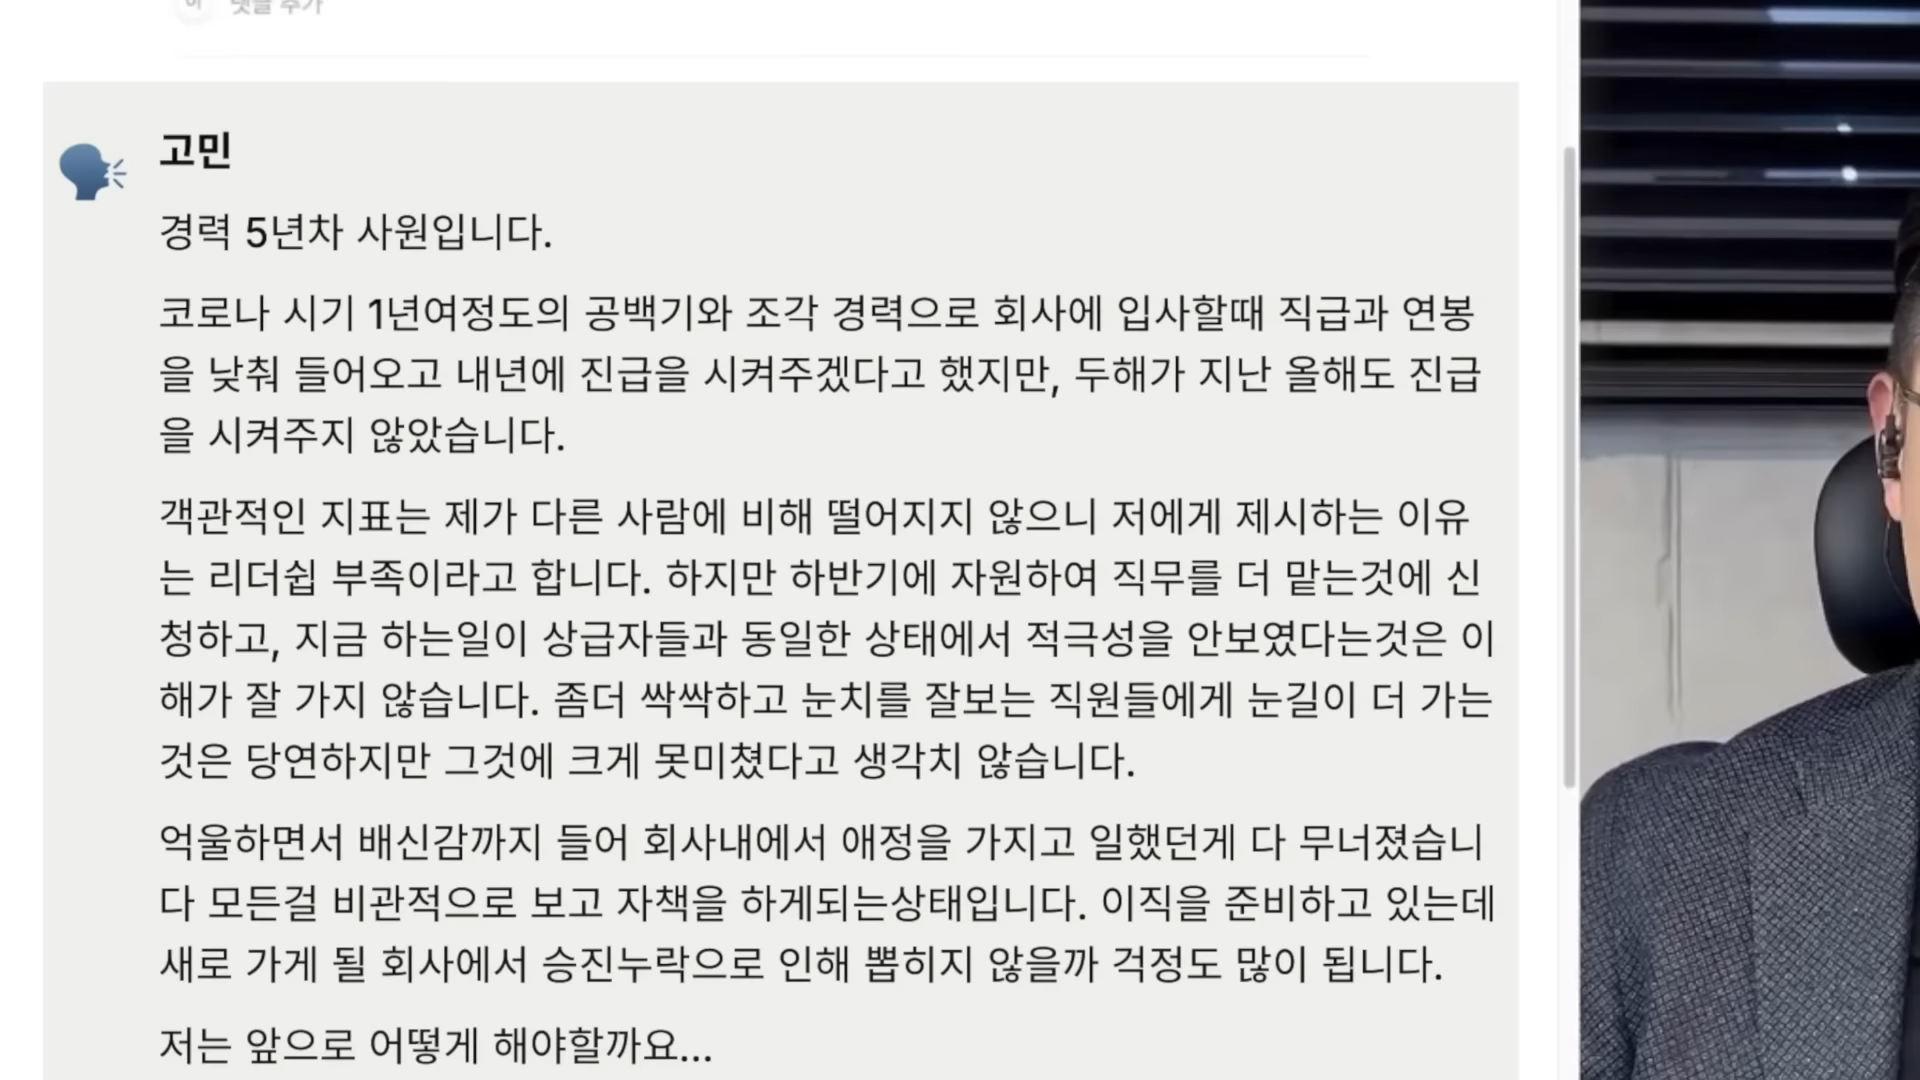 댓글 추가
고민
경력 5년차 사원입니다.
코로나 시기 1년여정도의 공백기와 조각 경력으로 회사에 입사할때 직급과 연봉
을 낮춰 들어오고 내년에 진급을 시켜주겠다고 했지만, 두해가 지난 올해도 진급
을 시켜주지 않았습니다.
객관적인 지표는 제가 다른 사람에 비해 떨어지지 않으니 저에게 제시하는 이유
는 리더쉽 부족이라고 합니다. 하지만 하반기에 자원하여 직무를 더 맡는것에 신
청하고, 지금 하는일이 상급자들과 동일한 상태에서 적극성을 안보였다는것은 이
해가 잘 가지 않습니다. 좀더 싹싹하고 눈치를 잘보는 직원들에게 눈길이 더 가는
것은 당연하지만 그것에 크게 못미쳤다고 생각치 않습니다.
억울하면서 배신감까지 들어 회사내에서 애정을 가지고 일했던게 다 무너졌습니
다 모든걸 비관적으로 보고 자책을 하게되는상태입니다. 이직을 준비하고 있는데
새로 가게 될 회사에서 승진누락으로 인해 뽑히지 않을까 걱정도 많이 됩니다.
저는 앞으로 어떻게 해야할까요...